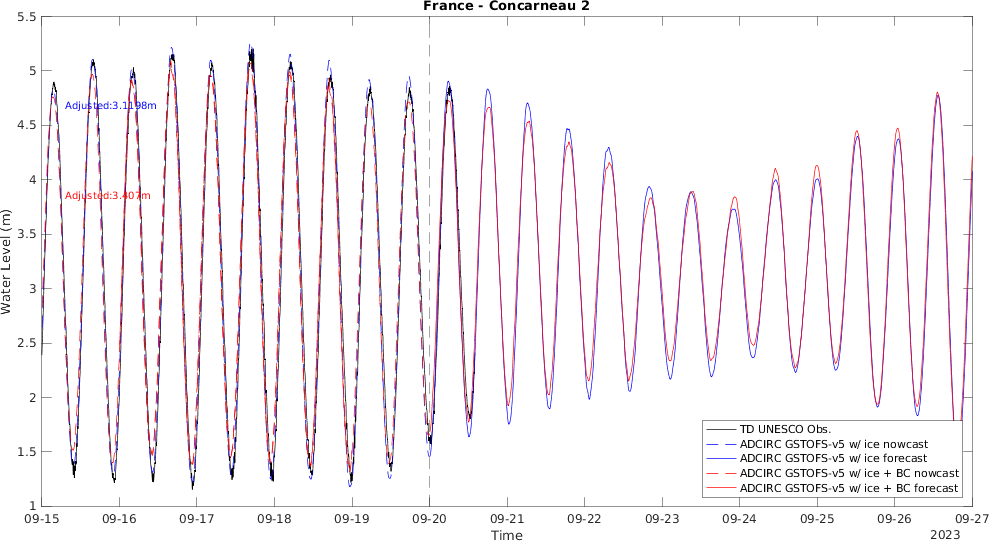 France - Concarneau 2
5.5
5
4.5
4
3.5
3
2.5
2
1.5
1
Water Level (m)
Adjusted:3.1198m
Adjusted:3.407m
TD UNESCO Obs.
ADCIRC GSTOFS-v5 w/ ice nowcast
ADCIRC GSTOFS-v5 w/ ice forecast
ADCIRC GSTOFS-v5 w/ ice + BC nowcast
ADCIRC GSTOFS-v5 w/ ice + BC forecast
09-15 09-16 09-17 09-18 09-19 09-20 09-21 09-22 09-23 09-24 09-25 09-26 09-27
Time
2023